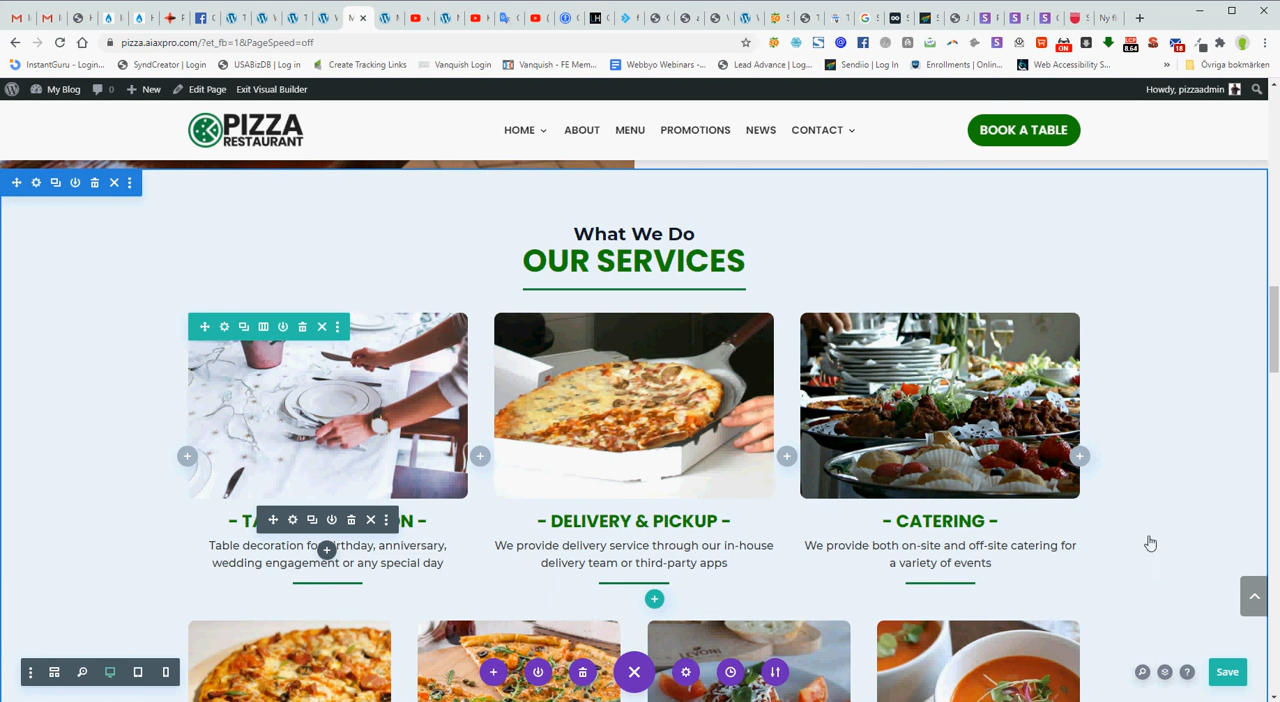 pizza.aiaxpro.com/?et_fb=1&PageSpeed=off
InstantGuru - Login...
SyndCreator | Login
USABizDB | Log in
Create Tracking Links
Vanquish Login
Vanquish - FE Mem...
Webbyo Webinars -...
Lead Advance | Log...
Sendiio | Log In
Enrollments | Onlin...
Web Accessibility S...
»
Övriga bokmärken
ON
8.64
18
My Blog
0
New
Edit Page
Exit Visual Builder
Howdy, pizzaadmin
PIZZA
RESTAURANT
HOME
ABOUT
MENU
PROMOTIONS
NEWS
CONTACT
BOOK A TABLE
What We Do
OUR SERVICES
- DELIVERY & PICKUP -
- CATERING -
Table decoration for birthday, anniversary,
wedding engagement or any special day
We provide delivery service through our in-house
delivery team or third-party apps
We provide both on-site and off-site catering for
a variety of events
Save